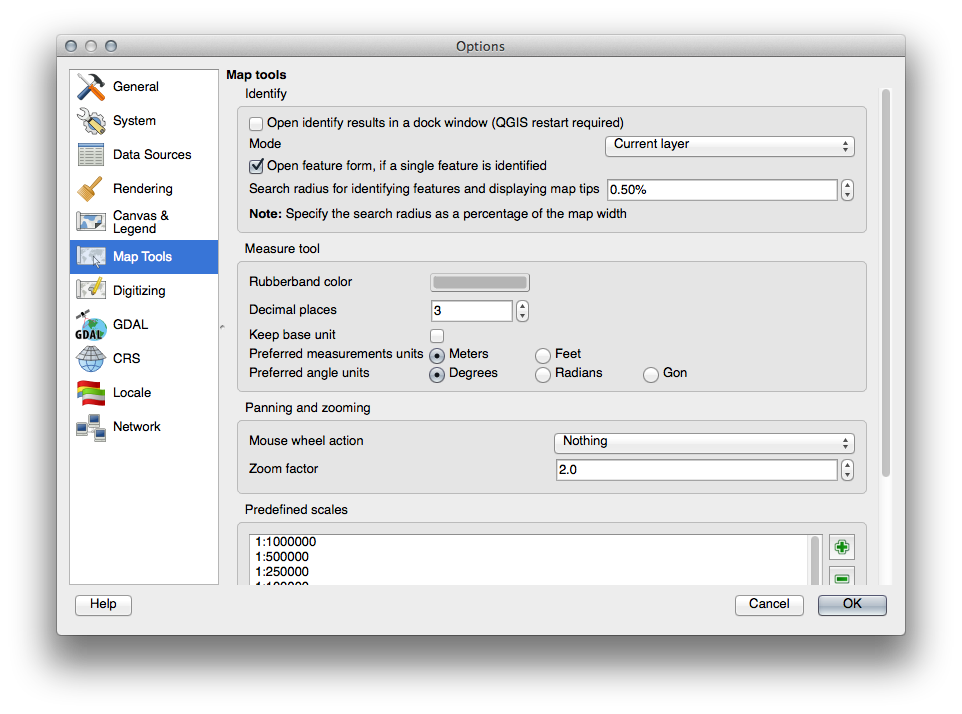 Options
General
System
Data Sources
Rendering
Canvas &
Legend
Map Tools
Digitizing
GDAL
GDAL
CRS
Locale
Network
Map tools
Identify
Open identify results in a dock window (QGIS restart required)
Mode Current layer
Open feature form, if a single feature is identified
Search radius for identifying features and displaying map tips 0.50%
Note: Specify the search radius as a percentage of the map width
Measure tool
Rubberband color
Decimal places 3
Keep base unit
Preferred measurements units Meters Feet
Preferred angle units Degrees Radians Gon
Panning and zooming
Mouse wheel action Nothing
Zoom factor 2.0
Predefined scales
1:1000000
1:500000
1:250000
Help Cancel OK